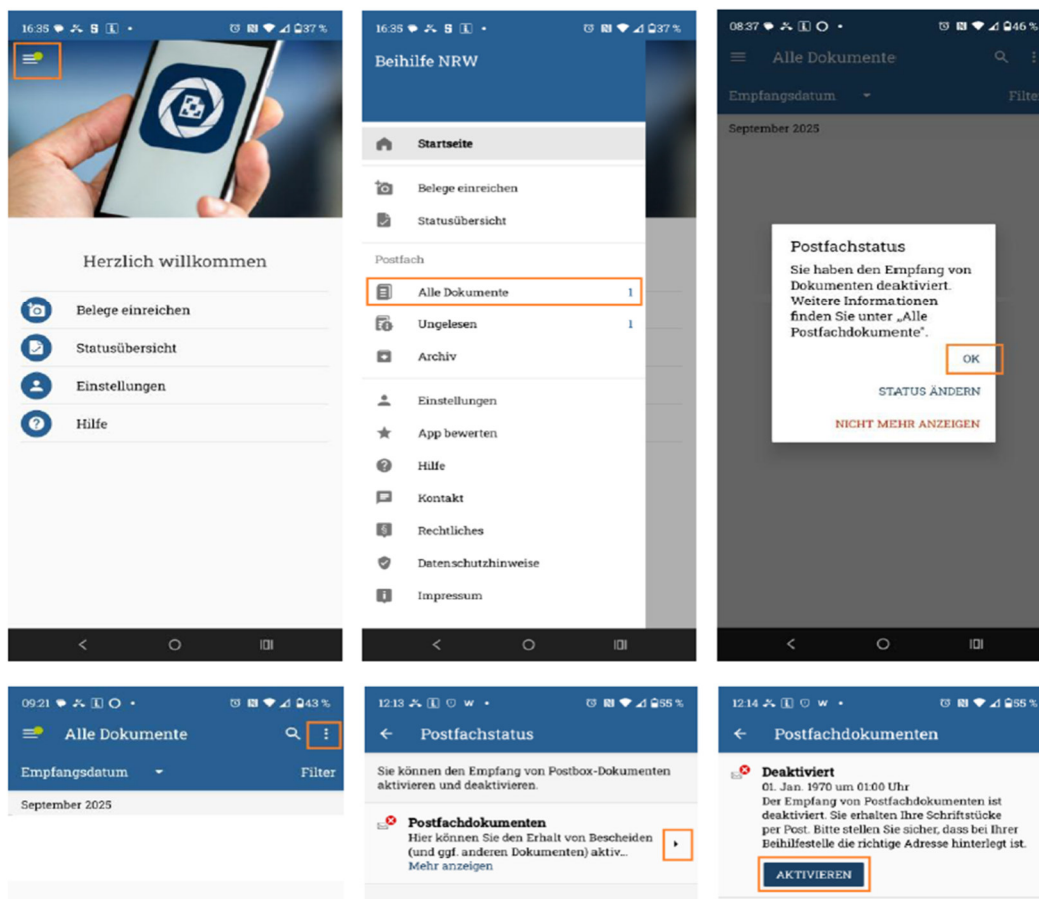 16:35
37 %
Herzlich willkommen
Belege einreichen
Statusübersicht
Einstellungen
Hilfe
16:35
37 %
Beihilfe NRW
Startseite
Belege einreichen
Statusübersicht
Postfach
Alle Dokumente 1
Ungelesen 1
Archiv
Einstellungen
App bewerten
Hilfe
Kontakt
Rechtliches
Datenschutzhinweise
Impressum
08:37
46 %
Alle Dokumente
Empfangsdatum Filter
September 2025
Postfachstatus
Sie haben den Empfang von
Dokumenten deaktiviert.
Weitere Informationen
finden Sie unter „Alle
Postfachdokumente".
OK
STATUS ÄNDERN
NICHT MEHR ANZEIGEN
09:21
43 %
Alle Dokumente
Empfangsdatum Filter
September 2025
12:13
55 %
Postfachstatus
Sie können den Empfang von Postbox-Dokumenten
aktivieren und deaktivieren.
Postfachdokumenten
Hier können Sie den Erhalt von Bescheiden
(und ggf. anderen Dokumenten) aktiv...
Mehr anzeigen
12:14
55 %
Postfachdokumenten
Deaktiviert
01. Jan. 1970 um 01:00 Uhr
Der Empfang von Postfachdokumenten ist
deaktiviert. Sie erhalten Ihre Schriftstücke
per Post. Bitte stellen Sie sicher, dass bei Ihrer
Beihilfestelle die richtige Adresse hinterlegt ist.
AKTIVIEREN